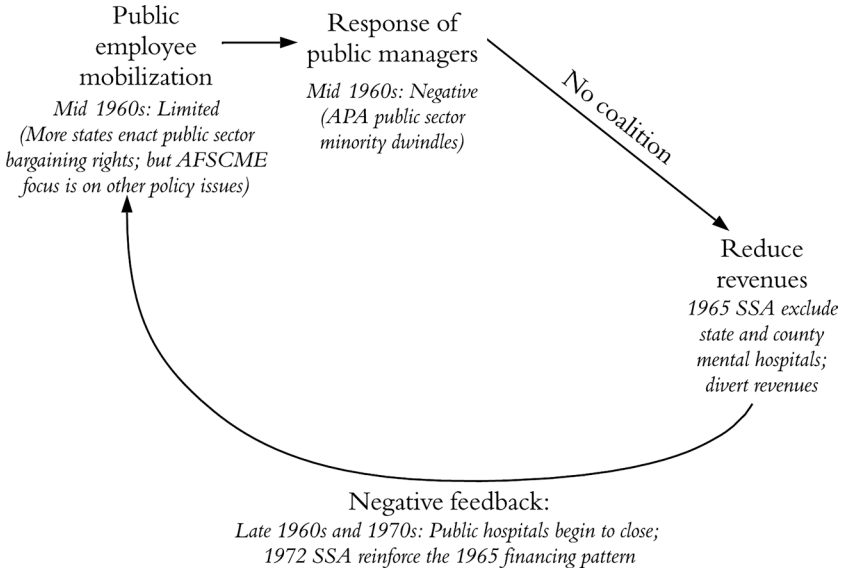 Public
employee
mobilization
Mid 1960s: Limited
(More states enact public sector
bargaining rights; but AFSCME
focus is on other policy issues)
Response of
public managers
Mid 1960s: Negative
(APA public sector
minority dwindles)
No coalition
Reduce
revenues
1965 SSA exclude
state and county
mental hospitals;
divert revenues
Negative feedback:
Late 1960s and 1970s: Public hospitals begin to close;
1972 SSA reinforce the 1965 financing pattern